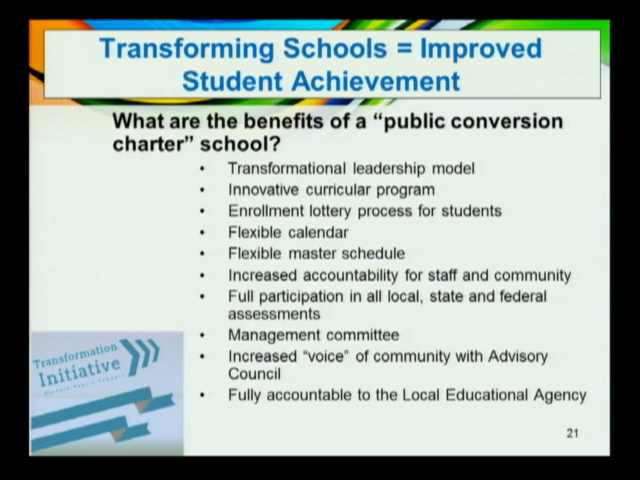 Transforming Schools = Improved
Student Achievement
What are the benefits of a “public conversion
charter” school?
• Transformational leadership model
• Innovative curricular program
• Enrollment lottery process for students
• Flexible calendar
• Flexible master schedule
• Increased accountability for staff and community
• Full participation in all local, state and federal
assessments
• Management committee
• Increased “voice” of community with Advisory
Council
• Fully accountable to the Local Educational Agency
Transformation
Initiative
Public Schools
21